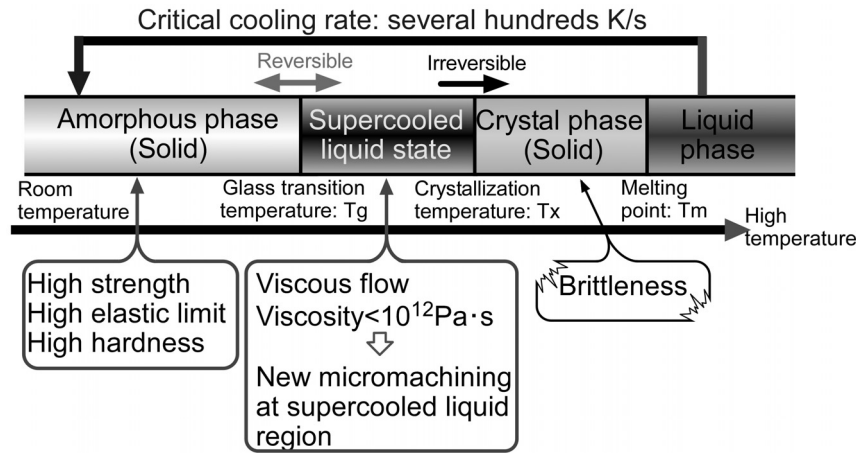 Critical cooling rate: several hundreds K/s
Reversible
Irreversible
Amorphous phase
(Solid)
Supercooled
liquid state
Crystal phase
(Solid)
Liquid
phase
Room
temperature
Glass transition
temperature: Tg
Crystallization
temperature: Tx
Melting
point: Tm
High
temperature
High strength
High elastic limit
High hardness
Viscous flow
Viscosity<10¹²Pa·s
New micromachining
at supercooled liquid
region
Brittleness